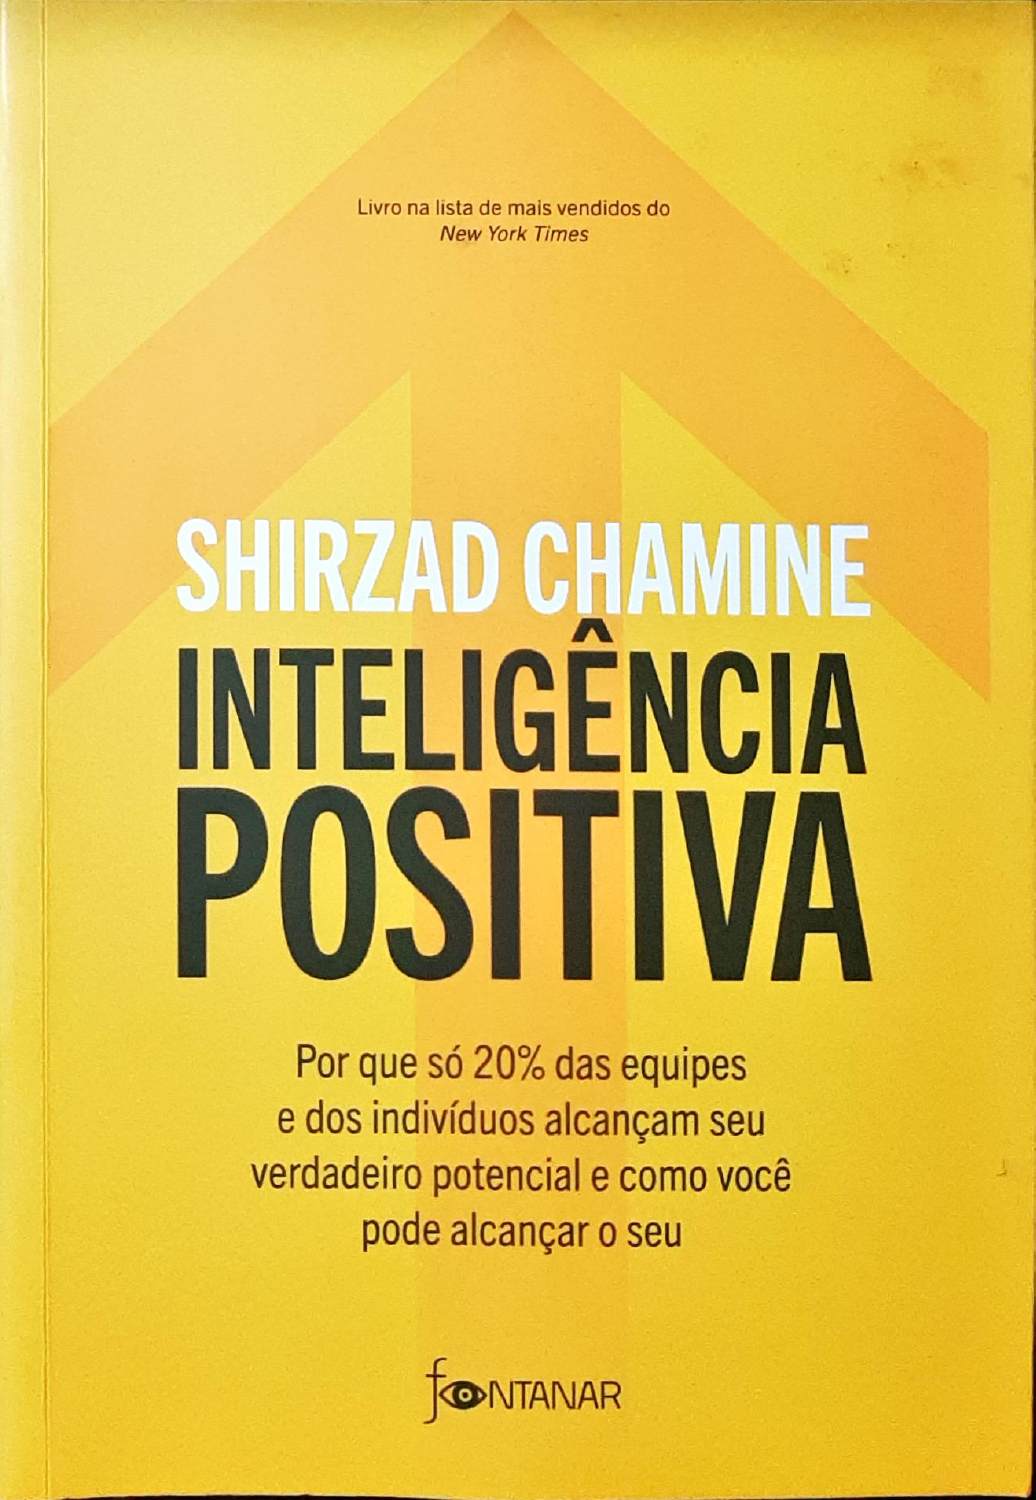 Livro na lista de mais vendidos do
New York Times
SHIRZAD CHAMINE
INTELIGÊNCIA
POSITIVA
Por que só 20% das equipes
e dos indivíduos alcançam seu
verdadeiro potencial e como você
pode alcançar o seu
fONTANAR